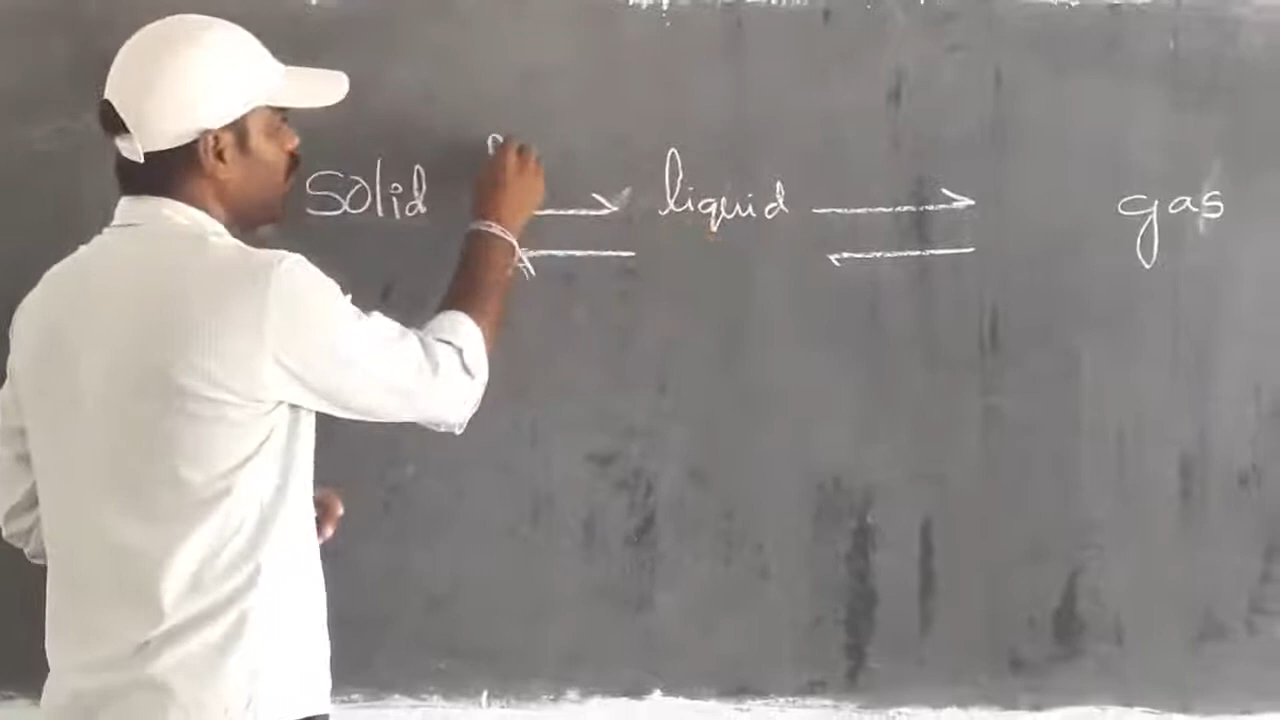 solid → liquid → gas